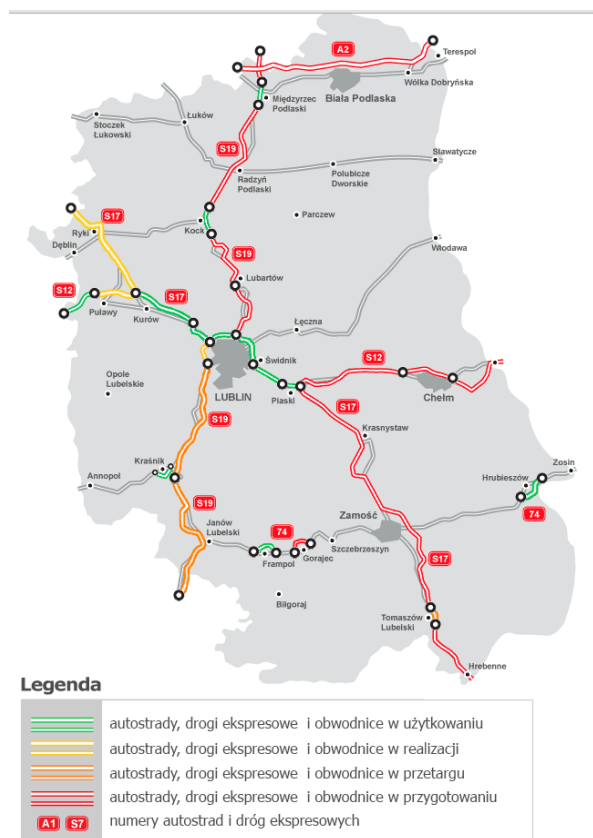 A2
Terespol
Wólka Dobryńska
Biała Podlaska
Międzyrzec
Podlaski
Stoczek
Łukowski
Łuków
S19
Sławatycze
Radzyń
Podlaski
Polubicze
Dworskie
S17
Parczew
Ryki
Kock
Dęblin
S19
Włodawa
S12
Lubartów
S17
Puławy
Kurów
Łęczna
Świdnik
S12
Opole
Lubelskie
LUBLIN
Piaski
Chełm
S17
S19
Krasnystaw
Kraśnik
Annopol
Zosin
Hrubieszów
S19
74
Janów
Lubelski
74
Zamość
Frampol
Gorajec
Szczebrzeszyn
S17
Biłgoraj
Tomaszów
Lubelski
Hrebenne
Legenda
autostrady, drogi ekspresowe i obwodnice w użytkowaniu
autostrady, drogi ekspresowe i obwodnice w realizacji
autostrady, drogi ekspresowe i obwodnice w przetargu
autostrady, drogi ekspresowe i obwodnice w przygotowaniu
A1 S7 numery autostrad i dróg ekspresowych